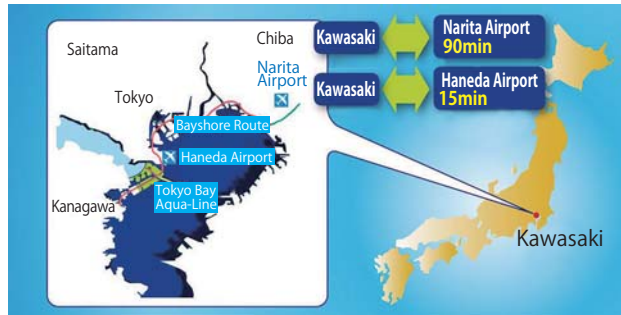 Saitama
Chiba
Narita
Airport
Tokyo
Bayshore Route
Haneda Airport
Tokyo Bay
Aqua-Line
Kanagawa
Kawasaki
Narita Airport
90min
Kawasaki
Haneda Airport
15min
Kawasaki